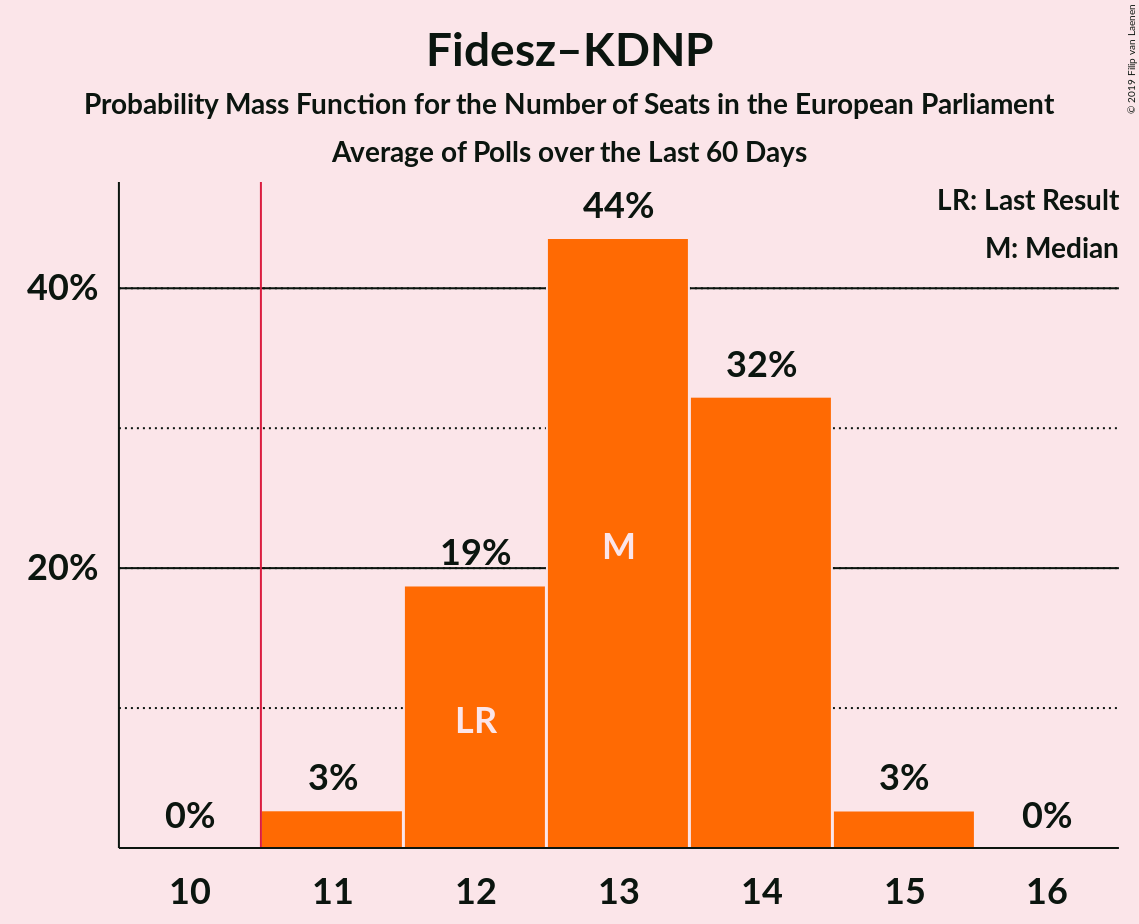 Fidesz–KDNP
Probability Mass Function for the Number of Seats in the European Parliament
Average of Polls over the Last 60 Days
© 2019 Filip van Laenen
LR: Last Result
M: Median
44%
40%
32%
M
19%
20%
LR
3%
3%
0%
0%
10 11 12 13 14 15 16